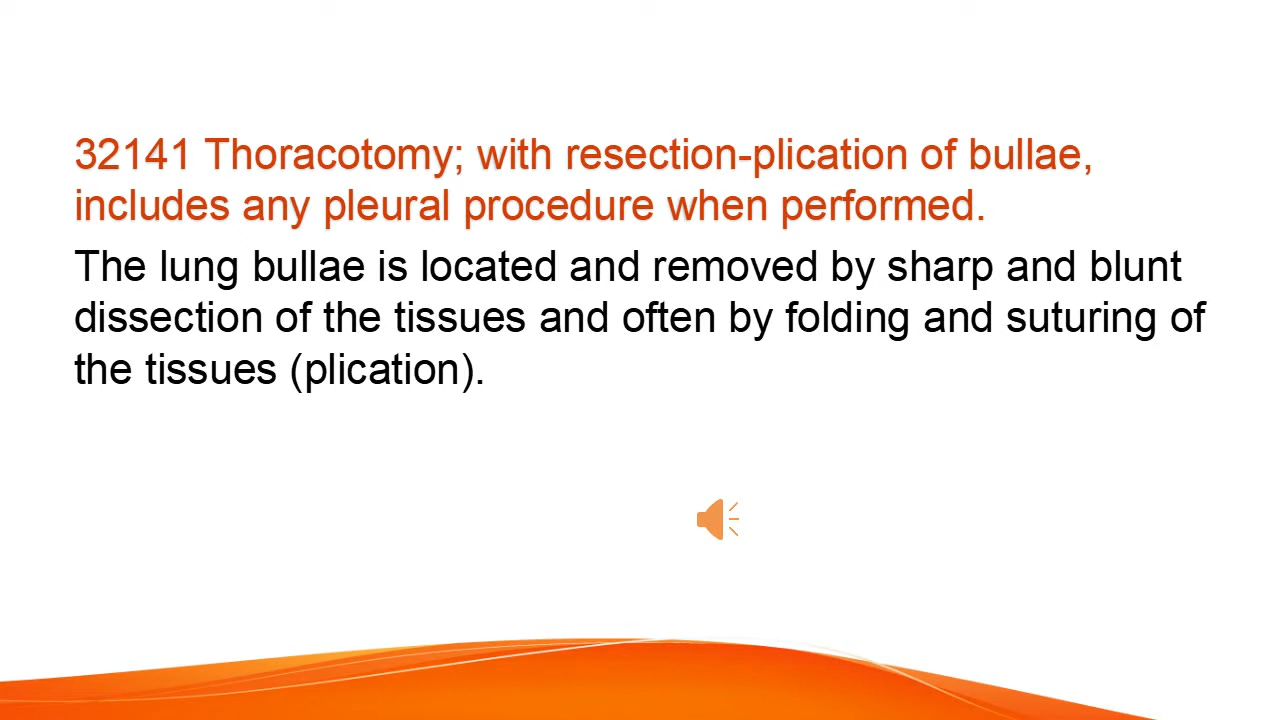 32141 Thoracotomy; with resection-plication of bullae,
includes any pleural procedure when performed.
The lung bullae is located and removed by sharp and blunt
dissection of the tissues and often by folding and suturing of
the tissues (plication).